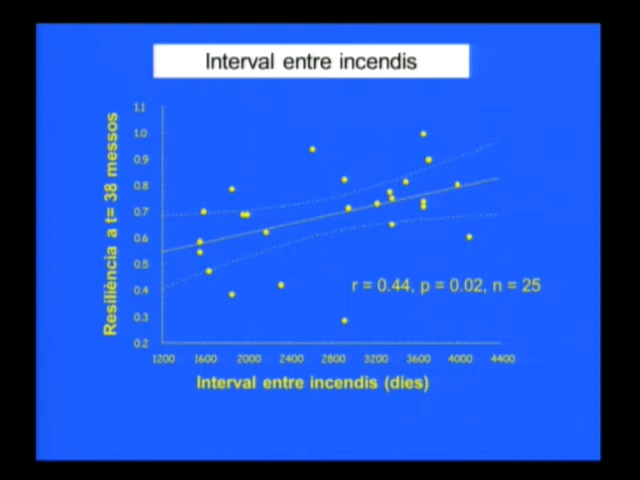 Interval entre incendis
Resiliència a t= 38 messos
1.1
1.0
0.9
0.8
0.7
0.6
0.5
0.4
0.3
0.2
r = 0.44, p = 0.02, n = 25
1200 1600 2000 2400 2800 3200 3600 4000 4400
Interval entre incendis (dies)